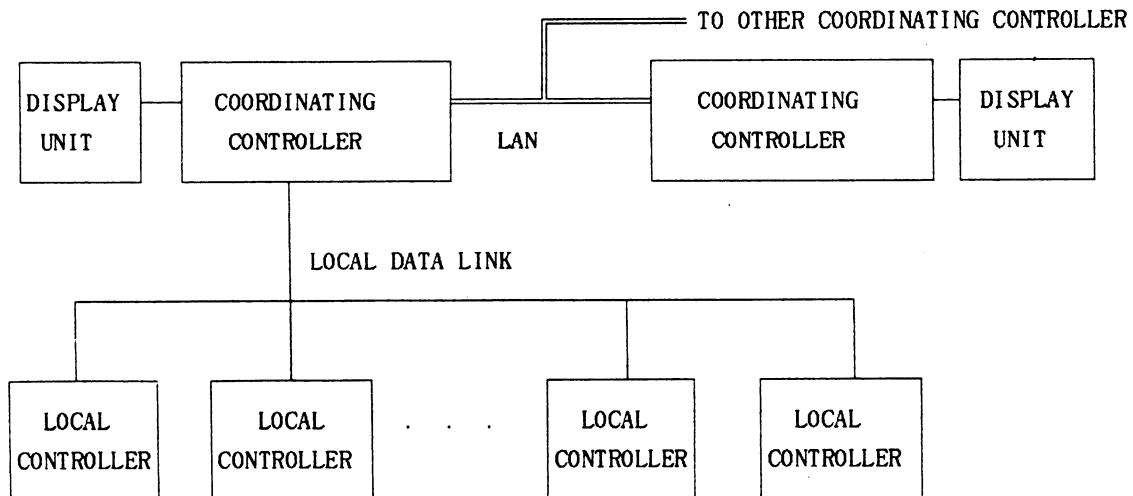 TO OTHER COORDINATING CONTROLLER
DISPLAY
UNIT
COORDINATING
CONTROLLER
LAN
COORDINATING
CONTROLLER
DISPLAY
UNIT
LOCAL DATA LINK
LOCAL
CONTROLLER
LOCAL
CONTROLLER
. . .
LOCAL
CONTROLLER
LOCAL
CONTROLLER